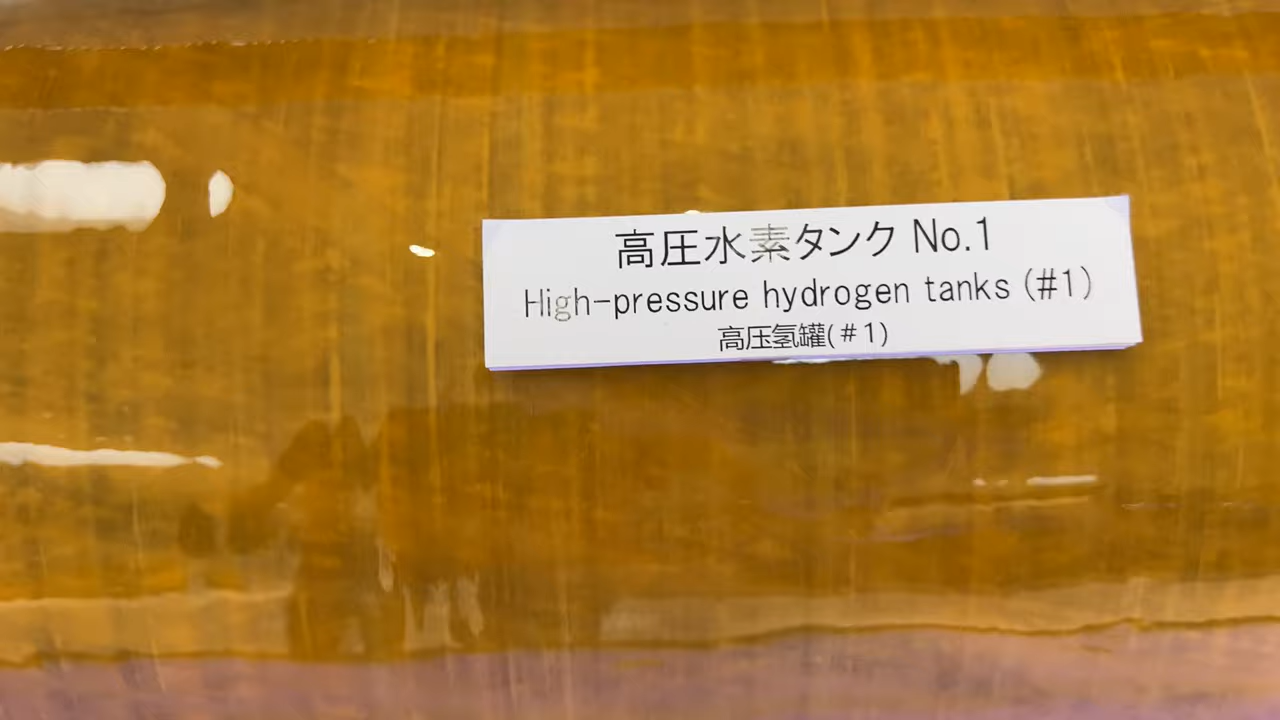 高圧水素タンク No.1
High-pressure hydrogen tanks (#1)
高压氢罐(#1)